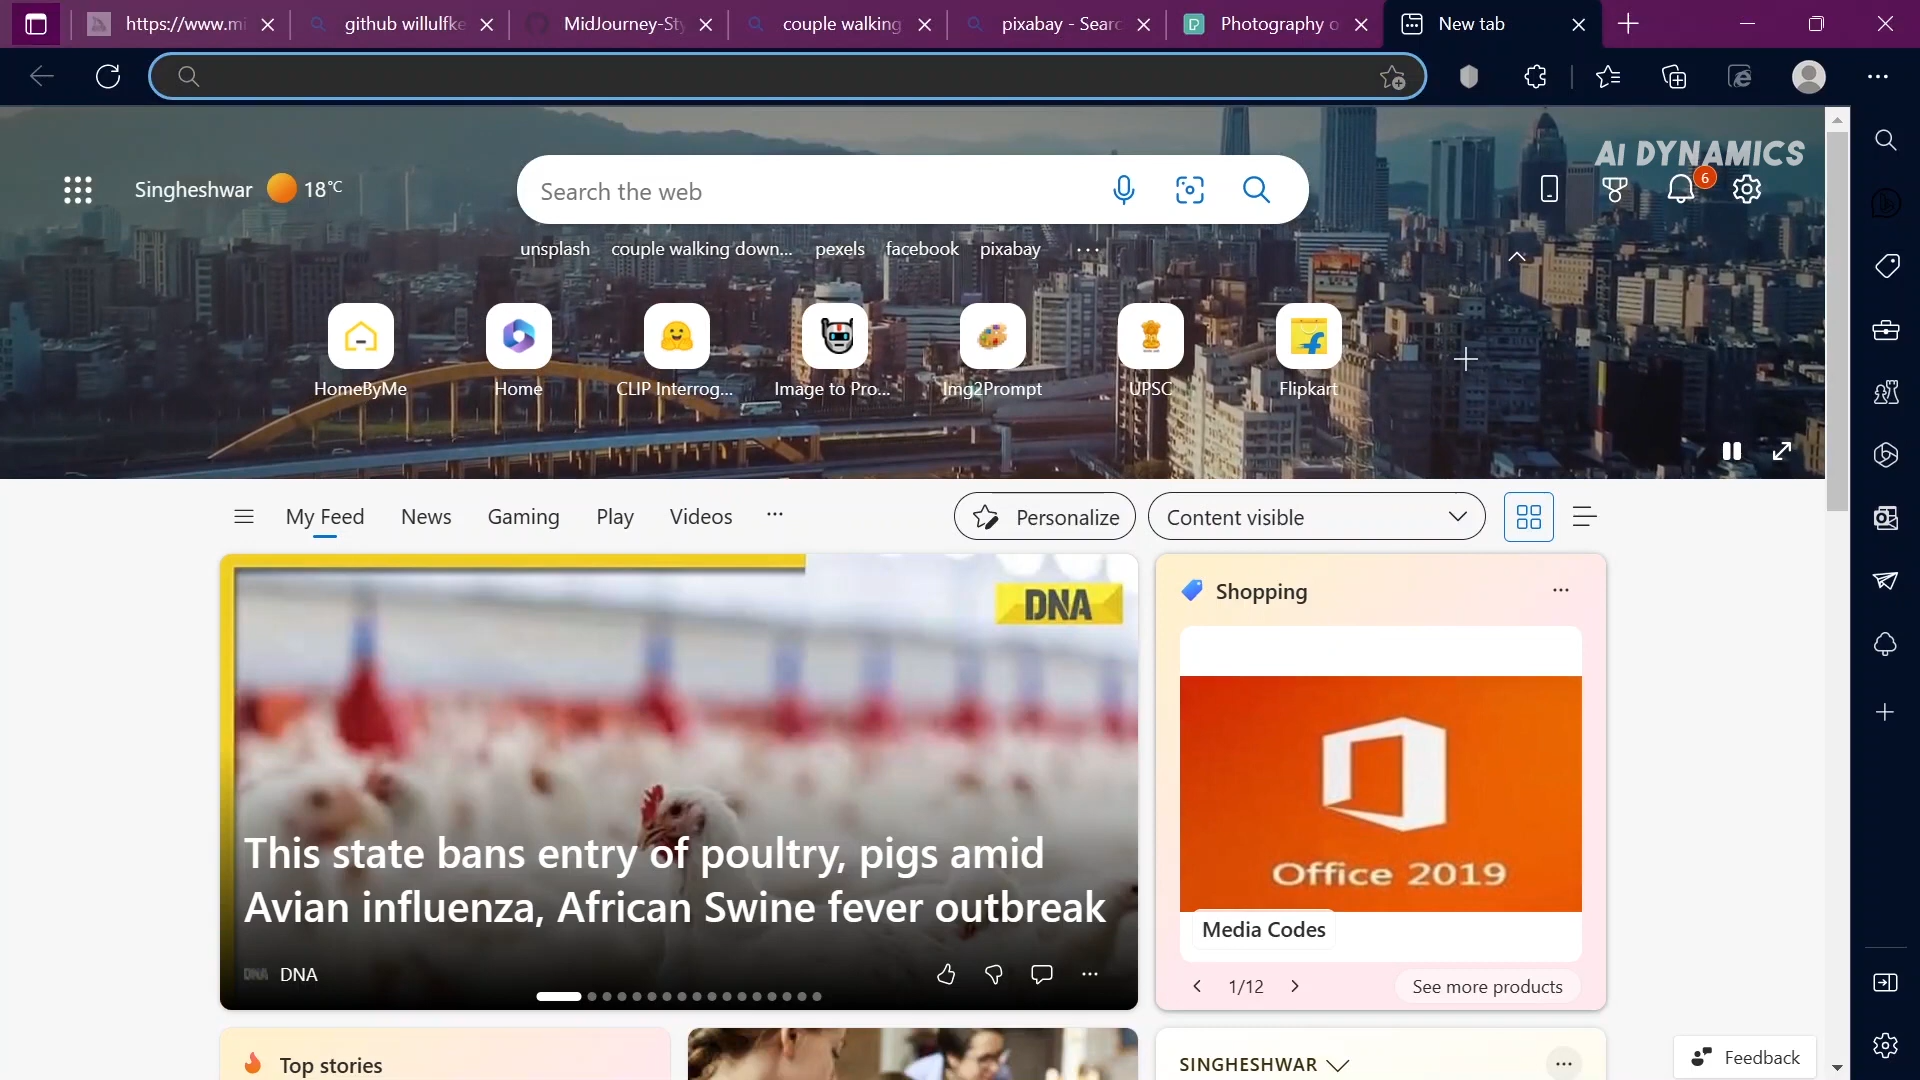 https://www.mi
github willulfke
MidJourney-Sty
couple walking
pixabay - Searc
Photography o
New tab
AI DYNAMICS
Singheshwar
18°C
Search the web
6
unsplash
couple walking down...
pexels
facebook
pixabay
HomeByMe
Home
CLIP Interrog...
Image to Pro...
Img2Prompt
UPSC
Flipkart
My Feed
News
Gaming
Play
Videos
Personalize
Content visible
DNA
Shopping
Office 2019
This state bans entry of poultry, pigs amid
Avian influenza, African Swine fever outbreak
Media Codes
DNA DNA
1/12
See more products
Top stories
SINGHESHWAR
Feedback